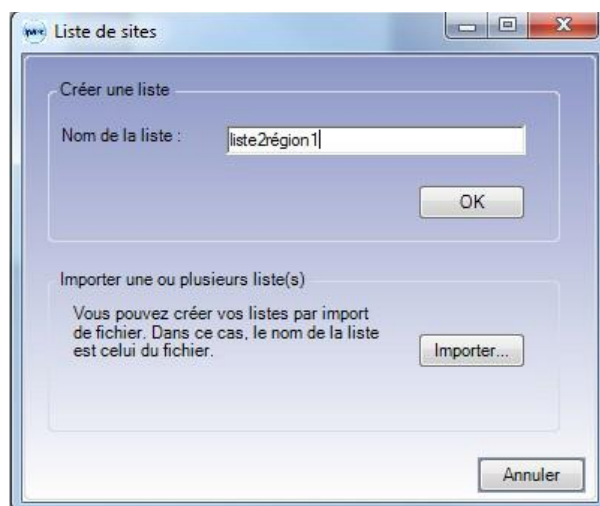 Liste de sites
Créer une liste
Nom de la liste :
liste2région1
OK
Importer une ou plusieurs liste(s)
Vous pouvez créer vos listes par import
de fichier. Dans ce cas, le nom de la liste
est celui du fichier.
Importer...
Annuler